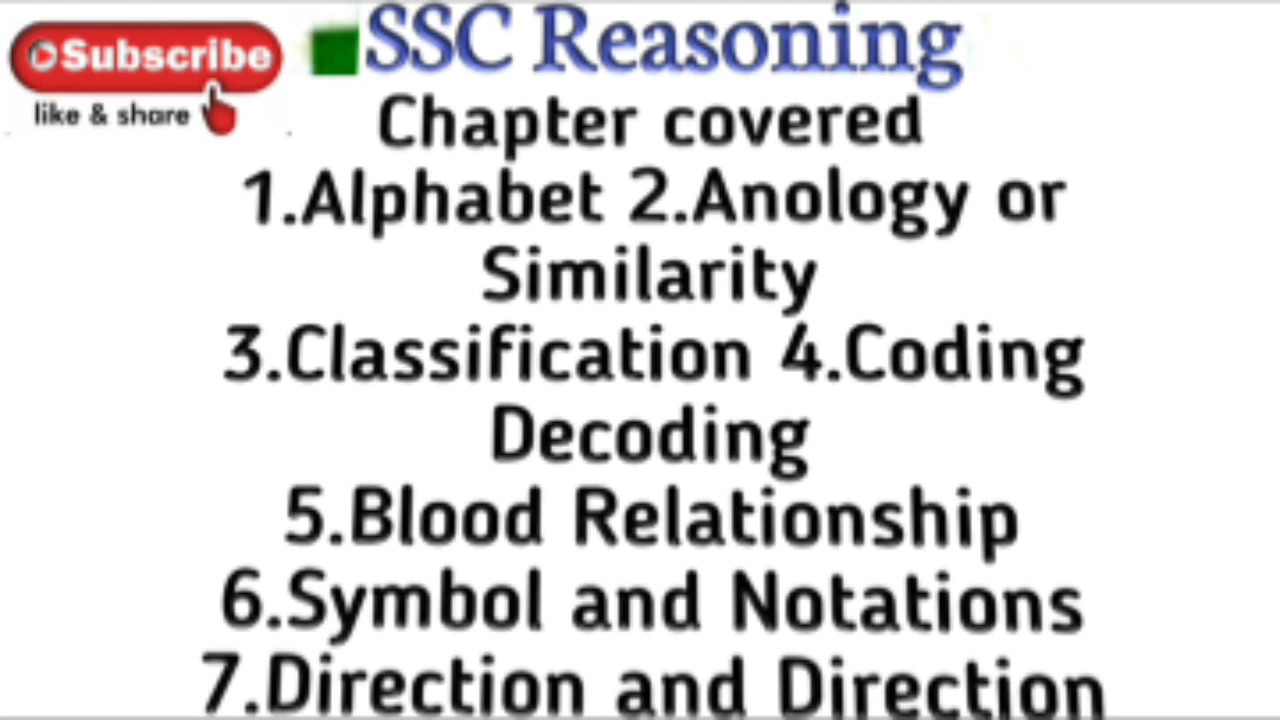 Subscribe
like & share
SSC Reasoning
Chapter covered
1.Alphabet 2.Anology or
Similarity
3.Classification 4.Coding
Decoding
5.Blood Relationship
6.Symbol and Notations
7.Direction and Direction